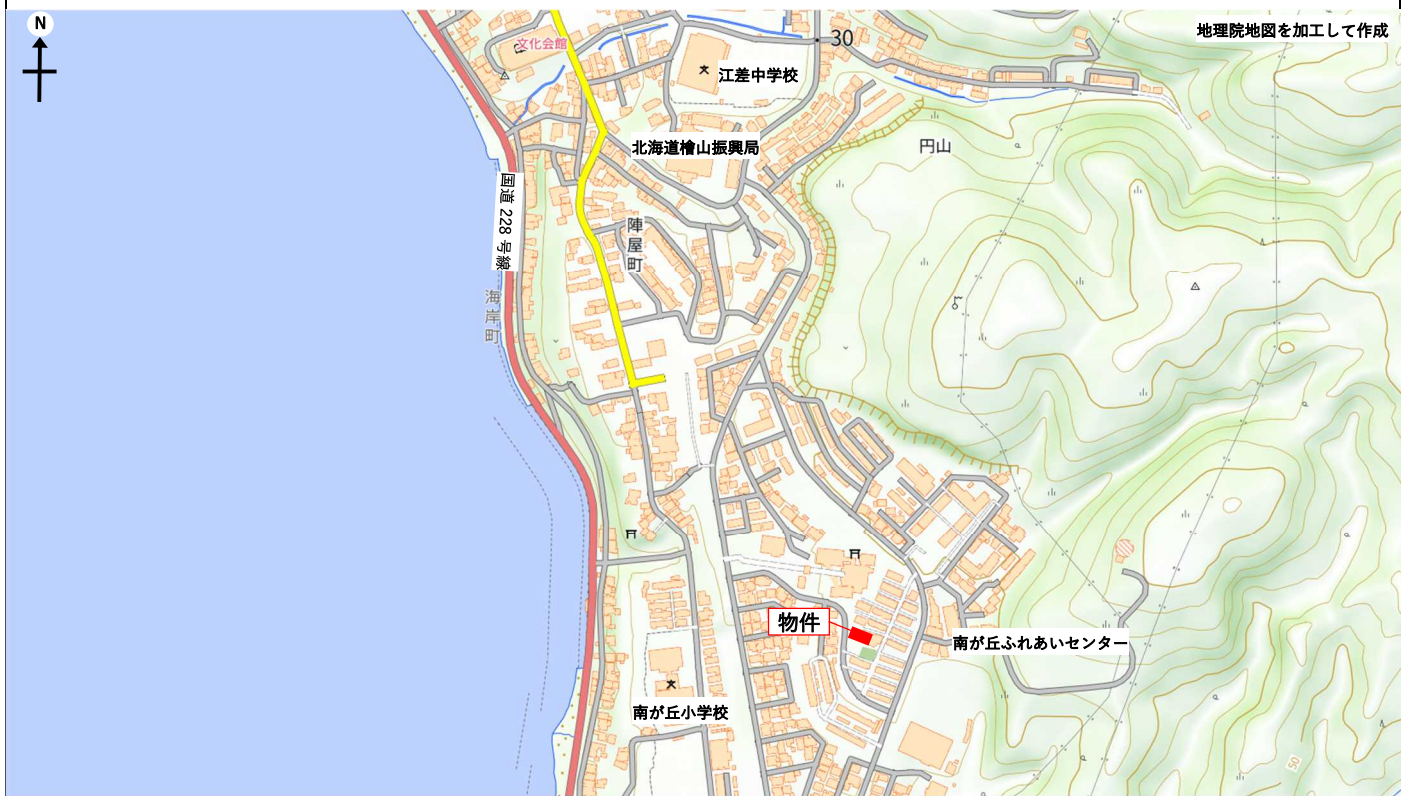 N
地理院地図を加工して作成
文化会館
30
江差中学校
北海道檜山振興局
円山
国道 228 号線
陣屋町
海岸町
物件
南が丘ふれあいセンター
南が丘小学校
50